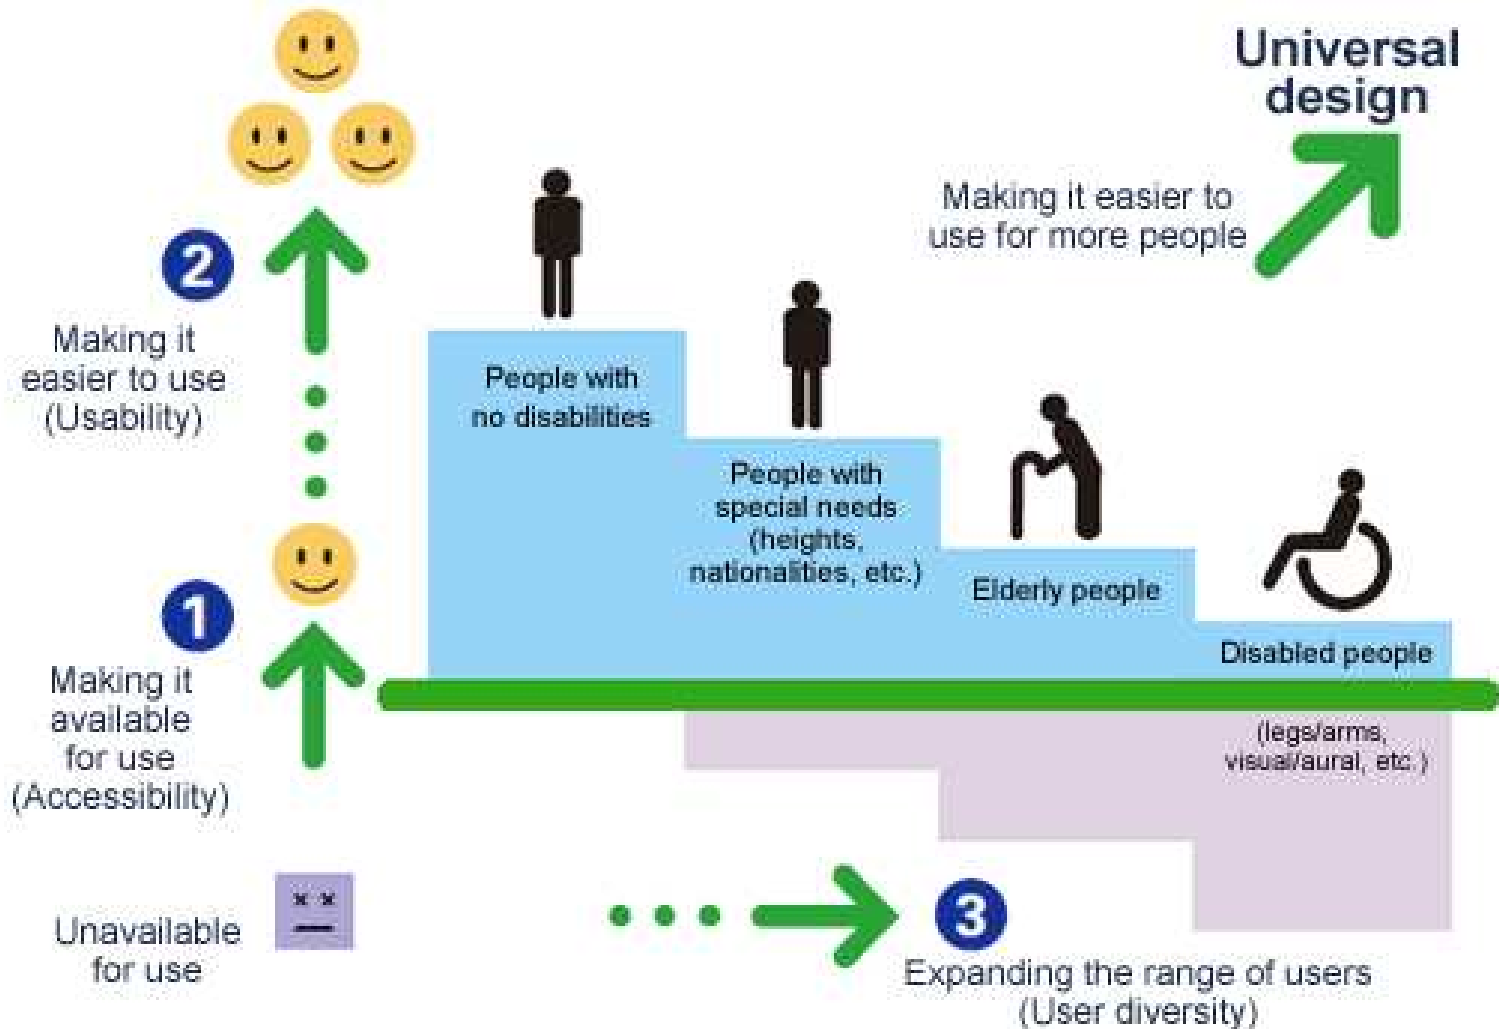 Universal
design
Making it easier to
use for more people
2
Making it
easier to use
(Usability)
People with
no disabilities
People with
special needs
(heights,
nationalities, etc.)
Elderly people
Disabled people
(legs/arms,
visual/aural, etc.)
1
Making it
available
for use
(Accessibility)
Unavailable
for use
3
Expanding the range of users
(User diversity)